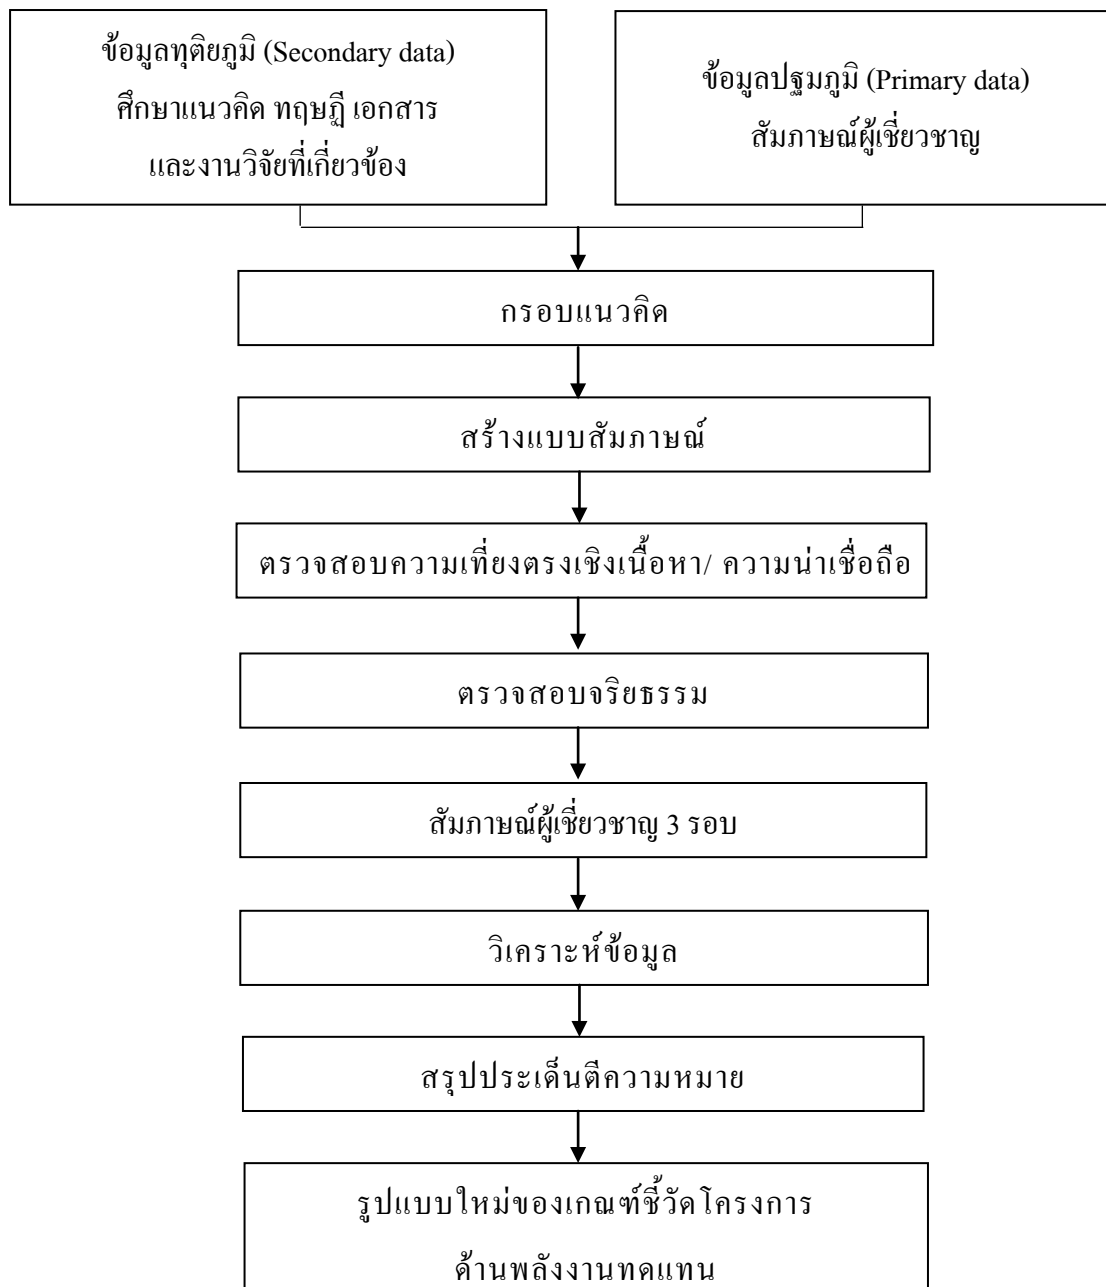 ข้อมูลทุติยภูมิ (Secondary data)
ศึกษาแนวคิด ทฤษฎี เอกสาร
และงานวิจัยที่เกี่ยวข้อง
ข้อมูลปฐมภูมิ (Primary data)
สัมภาษณ์ผู้เชี่ยวชาญ
กรอบแนวคิด
สร้างแบบสัมภาษณ์
ตรวจสอบความเที่ยงตรงเชิงเนื้อหา/ ความน่าเชื่อถือ
ตรวจสอบจริยธรรม
สัมภาษณ์ผู้เชี่ยวชาญ 3 รอบ
วิเคราะห์ข้อมูล
สรุปประเด็นตีความหมาย
รูปแบบใหม่ของเกณฑ์ชี้วัดโครงการ
ด้านพลังงานทดแทน